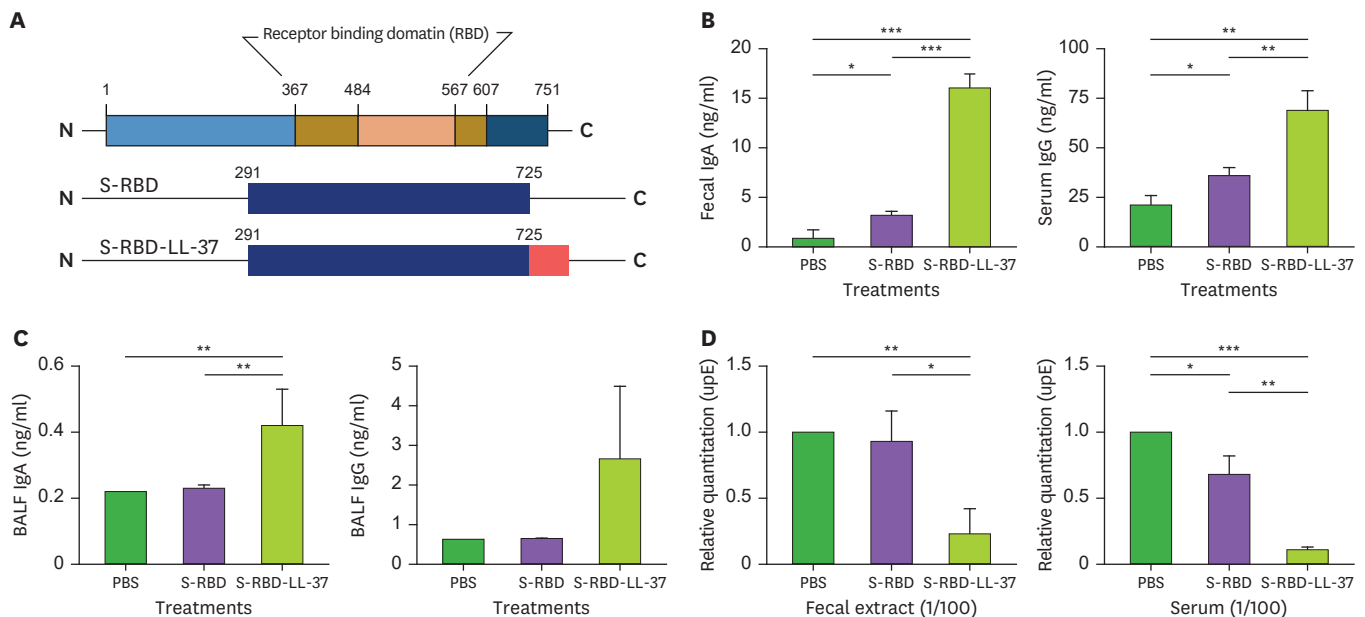 A
Receptor binding domatin (RBD)
1 367 484 567 607 751
N C
S-RBD 291 725
N C
S-RBD-LL-37 291 725
N C
B
Fecal IgA (ng/ml)
20
15
10
5
0
***
* ***
PBS S-RBD S-RBD-LL-37
Treatments
Serum IgG (ng/ml)
100
75
50
25
0
**
* **
PBS S-RBD S-RBD-LL-37
Treatments
C
BALF IgA (ng/ml)
0.6
0.4
0.2
0
**
**
PBS S-RBD S-RBD-LL-37
Treatments
BALF IgG (ng/ml)
5
4
3
2
1
0
PBS S-RBD S-RBD-LL-37
Treatments
D
Relative quantitation (upE)
1.5
1.0
0.5
0
**
*
PBS S-RBD S-RBD-LL-37
Fecal extract (1/100)
Relative quantitation (upE)
1.5
1.0
0.5
0
***
* **
PBS S-RBD S-RBD-LL-37
Serum (1/100)